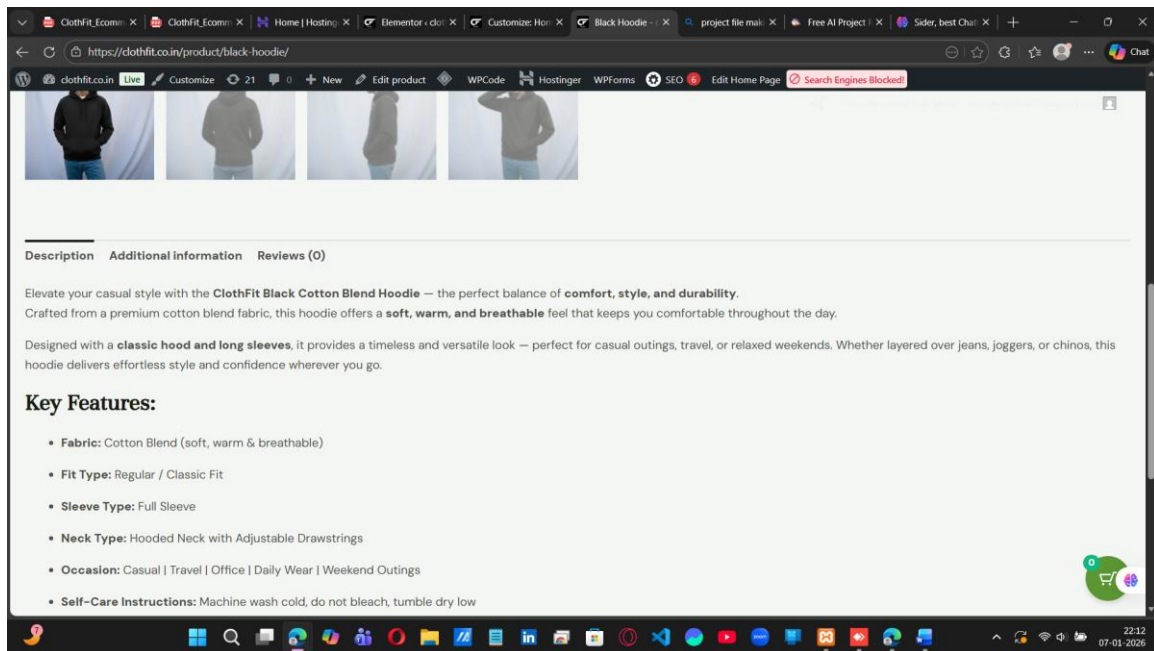 ClothFit_Ecomm
ClothFit_Ecomm
Home | Hosting
Elementor ‹ clot
Customize: Hom
Black Hoodie – c
project file maki
Free AI Project R
Sider, best Chat
https://clothfit.co.in/product/black-hoodie/
Chat
clothfit.co.in Live Customize 21 0 New Edit product WPCode Hostinger WPForms SEO 6 Edit Home Page Search Engines Blocked!
Description Additional information Reviews (0)
Elevate your casual style with the ClothFit Black Cotton Blend Hoodie — the perfect balance of comfort, style, and durability.
Crafted from a premium cotton blend fabric, this hoodie offers a soft, warm, and breathable feel that keeps you comfortable throughout the day.
Designed with a classic hood and long sleeves, it provides a timeless and versatile look — perfect for casual outings, travel, or relaxed weekends. Whether layered over jeans, joggers, or chinos, this
hoodie delivers effortless style and confidence wherever you go.
Key Features:
• Fabric: Cotton Blend (soft, warm & breathable)
• Fit Type: Regular / Classic Fit
• Sleeve Type: Full Sleeve
• Neck Type: Hooded Neck with Adjustable Drawstrings
• Occasion: Casual | Travel | Office | Daily Wear | Weekend Outings
• Self-Care Instructions: Machine wash cold, do not bleach, tumble dry low
0
7
22:12
07-01-2026